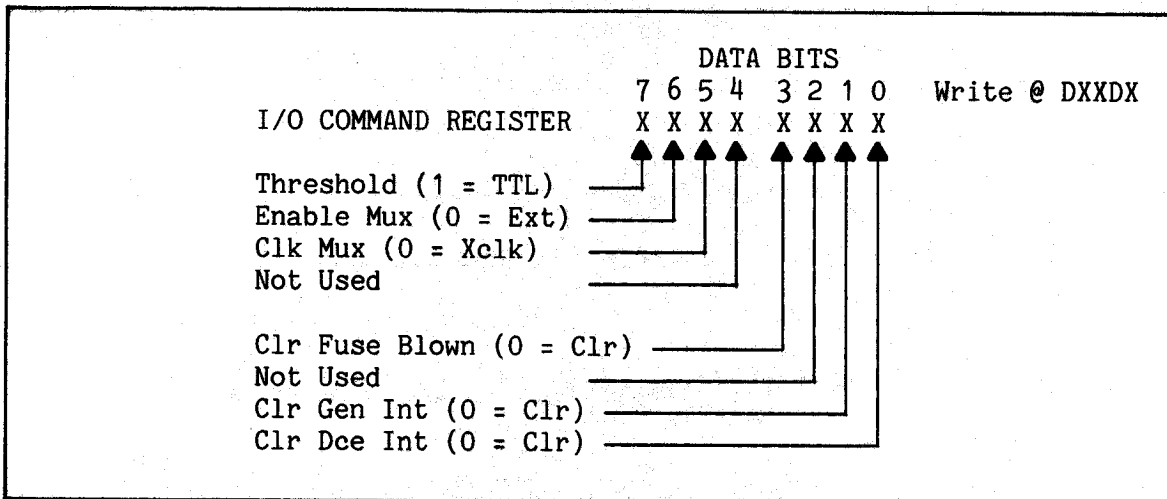 DATA BITS
7 6 5 4 3 2 1 0 Write @ DXXDX
I/O COMMAND REGISTER X X X X X X X X
Threshold (1 = TTL)
Enable Mux (0 = Ext)
Clk Mux (0 = Xclk)
Not Used
Clr Fuse Blown (0 = Clr)
Not Used
Clr Gen Int (0 = Clr)
Clr Dce Int (0 = Clr)